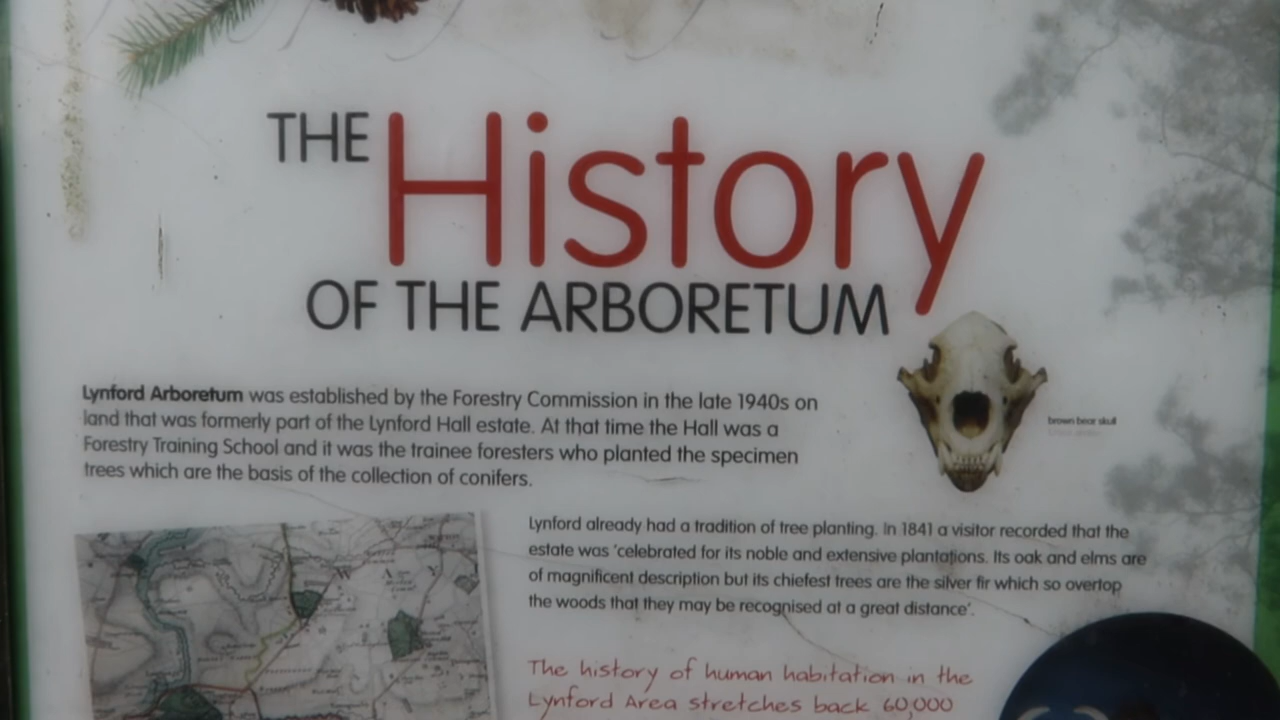 THE History
OF THE ARBORETUM
Lynford Arboretum was established by the Forestry Commission in the late 1940s on
land that was formerly part of the Lynford Hall estate. At that time the Hall was a
Forestry Training School and it was the trainee foresters who planted the specimen
trees which are the basis of the collection of conifers.
brown bear skull
Lynford already had a tradition of tree planting. In 1841 a visitor recorded that the
estate was ‘celebrated for its noble and extensive plantations. Its oak and elms are
of magnificent description but its chiefest trees are the silver fir which so overtop
the woods that they may be recognised at a great distance’.
The history of human habitation in the
Lynford Area stretches back 60,000